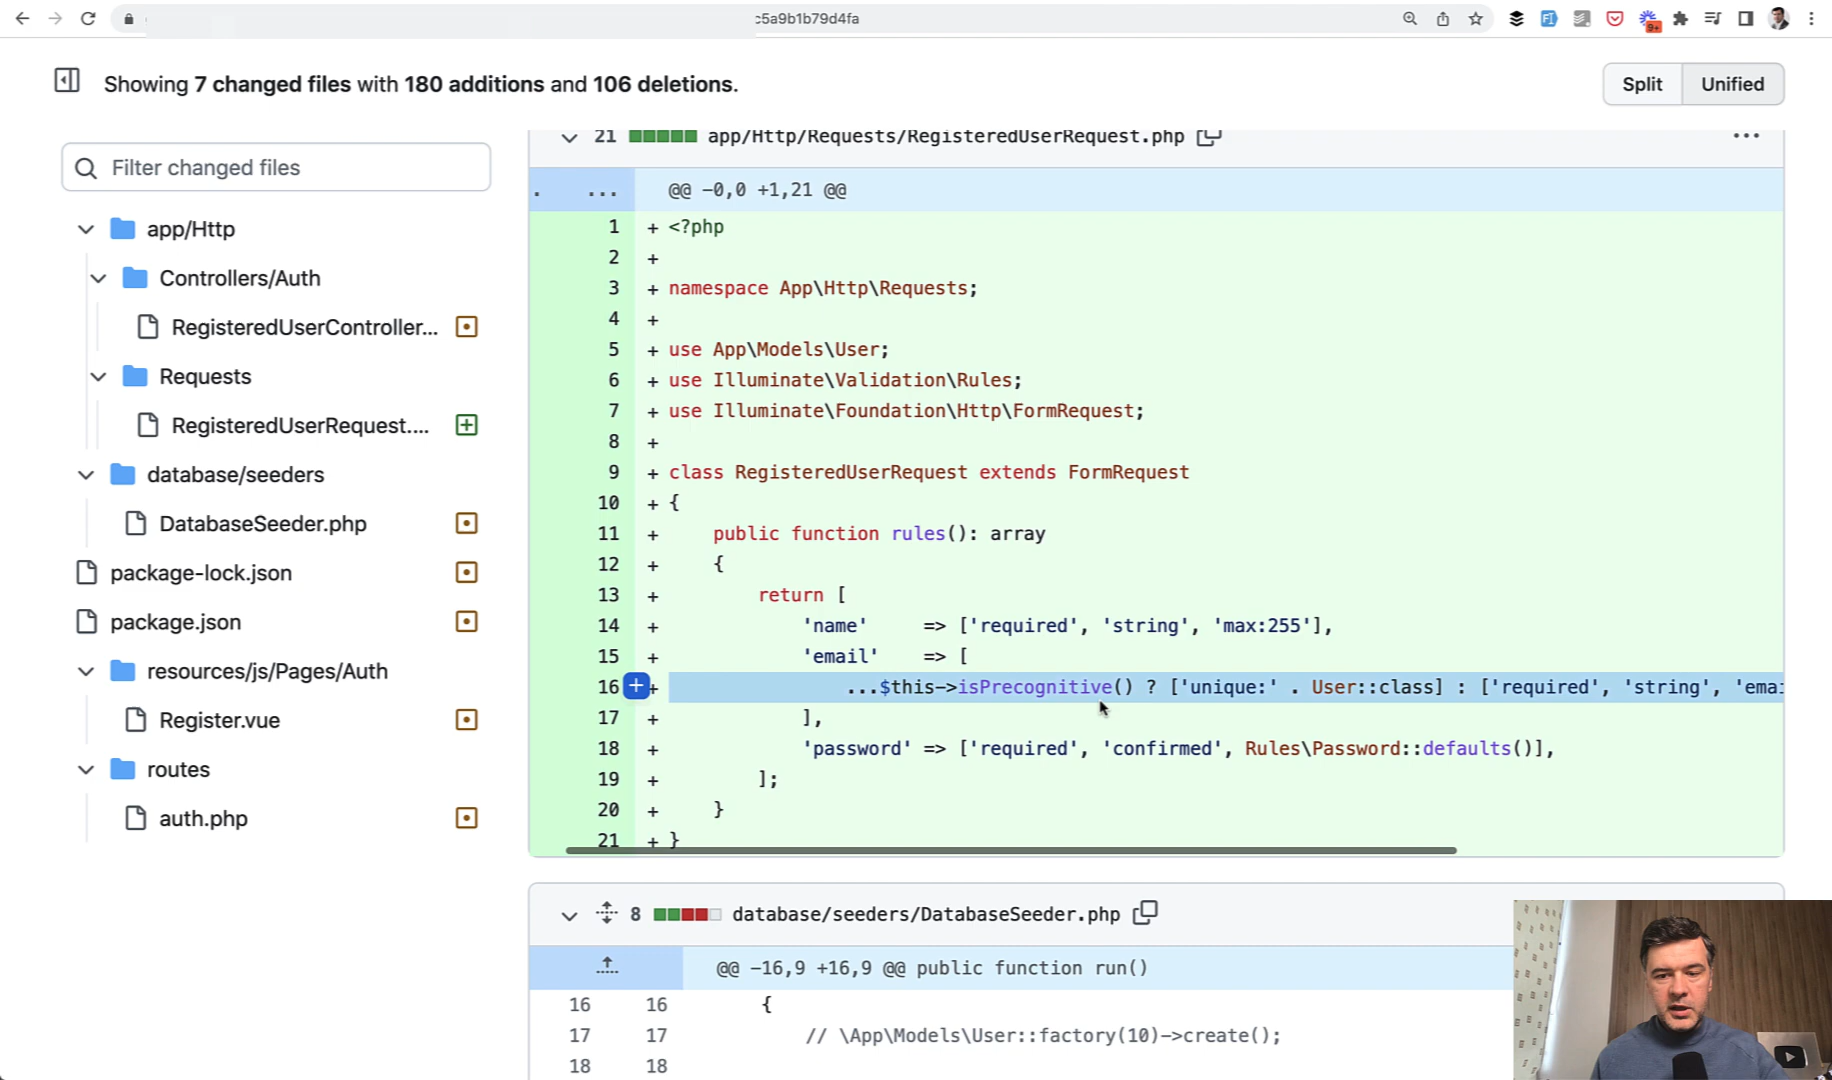 c5a9b1b79d4fa
9+
Showing 7 changed files with 180 additions and 106 deletions.
Split
Unified
Filter changed files
app/Http
Controllers/Auth
RegisteredUserController...
Requests
RegisteredUserRequest....
database/seeders
DatabaseSeeder.php
package-lock.json
package.json
resources/js/Pages/Auth
Register.vue
routes
auth.php
21 app/Http/Requests/RegisteredUserRequest.php
. ... @@ -0,0 +1,21 @@
1 + <?php
2 +
3 + namespace App\Http\Requests;
4 +
5 + use App\Models\User;
6 + use Illuminate\Validation\Rules;
7 + use Illuminate\Foundation\Http\FormRequest;
8 +
9 + class RegisteredUserRequest extends FormRequest
10 + {
11 + public function rules(): array
12 + {
13 + return [
14 + 'name' => ['required', 'string', 'max:255'],
15 + 'email' => [
16 + ...$this->isPrecognitive() ? ['unique:' . User::class] : ['required', 'string', 'emai
17 + ],
18 + 'password' => ['required', 'confirmed', Rules\Password::defaults()],
19 + ];
20 + }
21 + }
8 database/seeders/DatabaseSeeder.php
@@ -16,9 +16,9 @@ public function run()
16 16 {
17 17 // \App\Models\User::factory(10)->create();
18 18